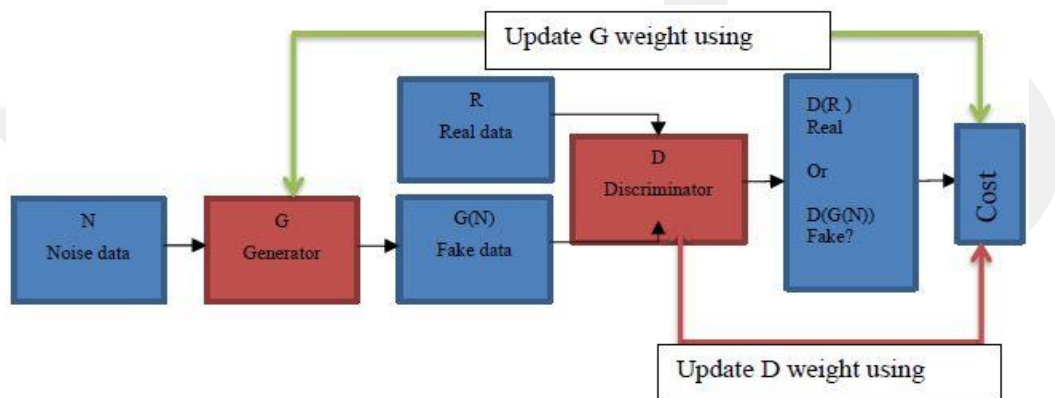 Update G weight using
R
Real data
D(R )
Real
Or
D(G(N))
Fake?
D
Discriminator
Cost
N
Noise data
G
Generator
G(N)
Fake data
Update D weight using